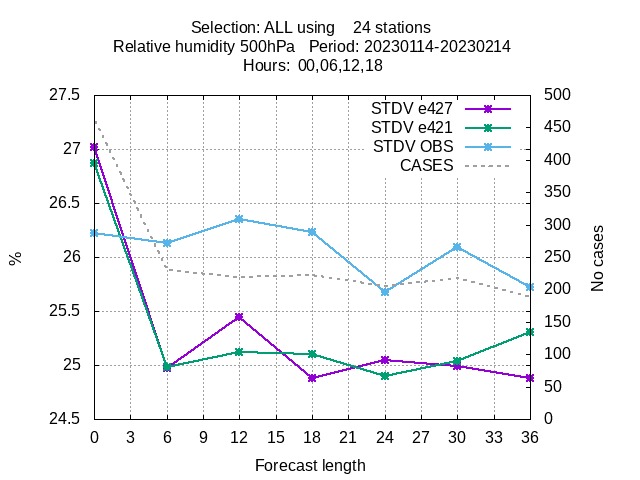 Selection: ALL using    24 stations
Relative humidity 500hPa   Period: 20230114-20230214
Hours:  00,06,12,18
27.5
27
26.5
26
25.5
25
24.5
%
STDV e427
STDV e421
STDV OBS
CASES
500
450
400
350
300
250
200
150
100
50
0
No cases
0 3 6 9 12 15 18 21 24 27 30 33 36
Forecast length